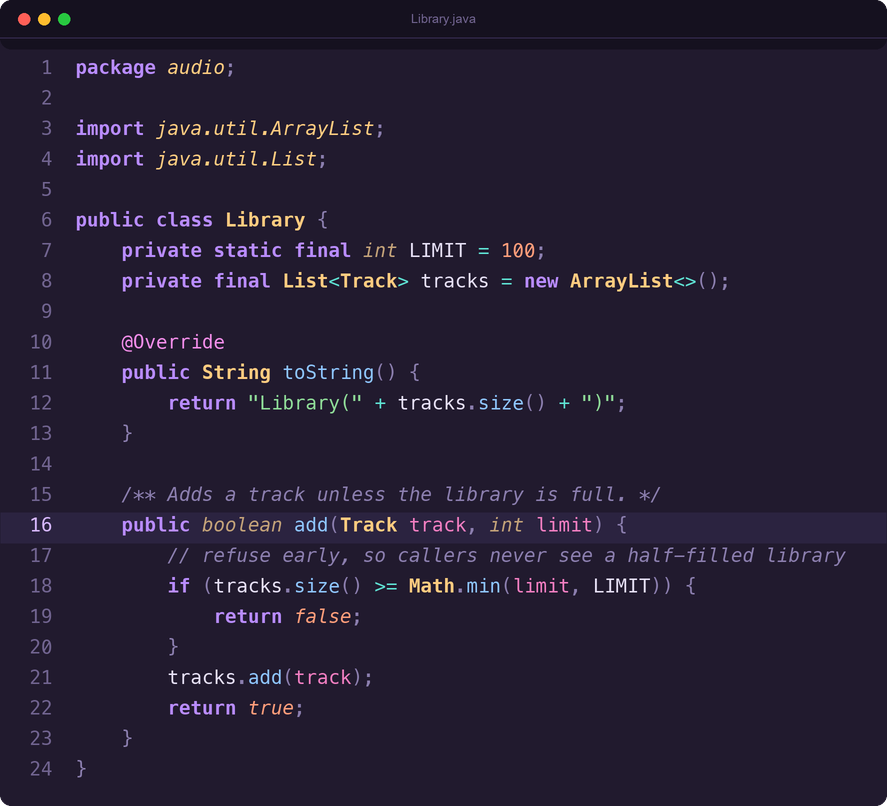 Library.java
1 package audio;
2
3 import java.util.ArrayList;
4 import java.util.List;
5
6 public class Library {
7     private static final int LIMIT = 100;
8     private final List<Track> tracks = new ArrayList<>();
9
10     @Override
11     public String toString() {
12         return "Library(" + tracks.size() + ")";
13     }
14
15     /** Adds a track unless the library is full. */
16     public boolean add(Track track, int limit) {
17         // refuse early, so callers never see a half-filled library
18         if (tracks.size() >= Math.min(limit, LIMIT)) {
19             return false;
20         }
21         tracks.add(track);
22         return true;
23     }
24 }